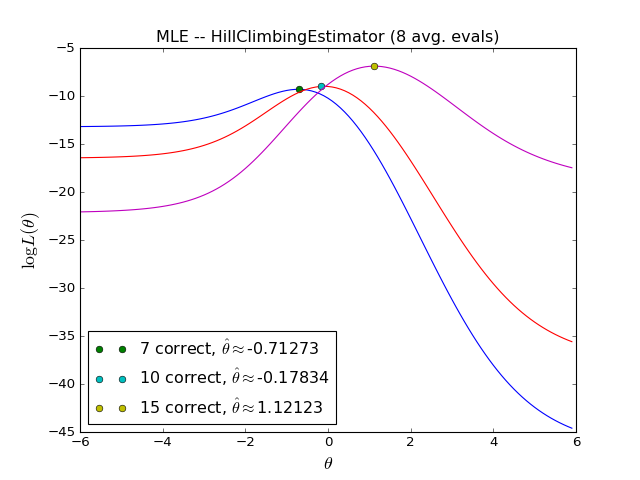 MLE -- HillClimbingEstimator (8 avg. evals)
−5
−10
−15
−20
−25
−30
−35
−40
−45
log L(θ)
7 correct, θ̂ ≈ -0.71273
10 correct, θ̂ ≈ -0.17834
15 correct, θ̂ ≈ 1.12123
−6 −4 −2 0 2 4 6
θ